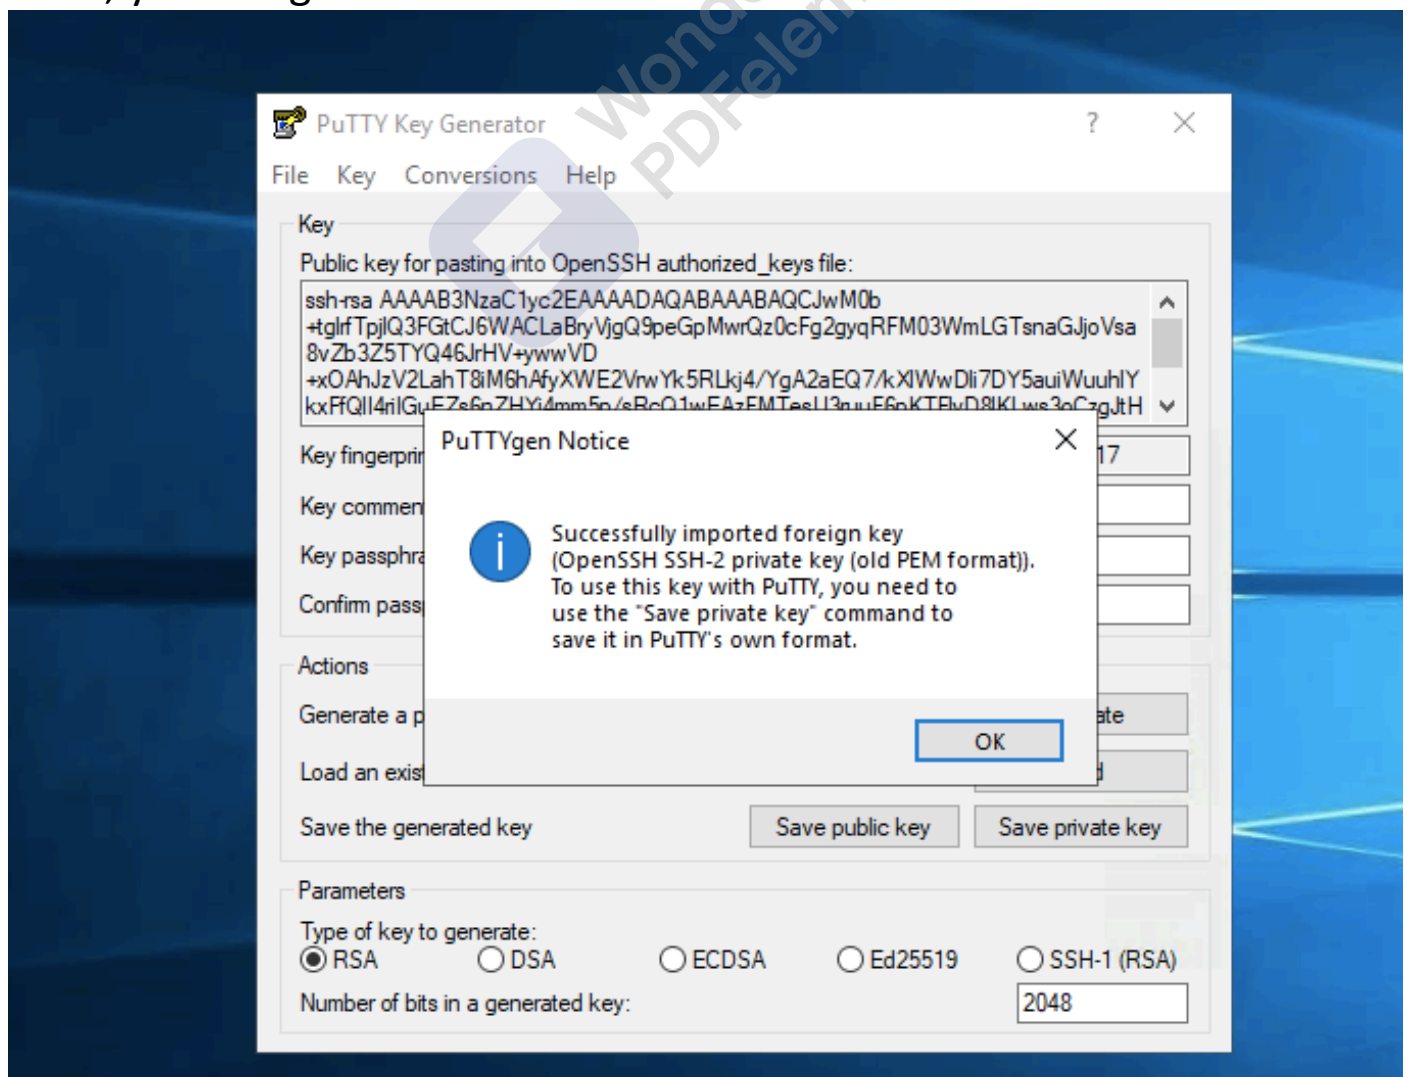 PuTTY Key Generator
?
File Key Conversions Help
Key
Public key for pasting into OpenSSH authorized_keys file:
ssh-rsa AAAAB3NzaC1yc2EAAAADAQABAAABAQCJwM0b
+tglrfTpjlQ3FGtCJ6WACLaBryVjgQ9peGpMwrQz0cFg2gyqRFM03WmLGTsnaGJjoVsa
8vZb3Z5TYQ46JrHV+ywwVD
+xOAhJzV2LahT8iM6hAfyXWE2VrwYk5RLkj4/YgA2aEQ7/kXlWwDli7DY5auiWuuhlY
PuTTYgen Notice
Key fingerprin
17
Key commen
Successfully imported foreign key
(OpenSSH SSH-2 private key (old PEM format)).
To use this key with PuTTY, you need to
use the "Save private key" command to
save it in PuTTY's own format.
Key passphra
Confirm pass
Actions
Generate a p
ate
OK
Load an exist
Save the generated key
Save public key
Save private key
Parameters
Type of key to generate:
RSA DSA ECDSA Ed25519 SSH-1 (RSA)
Number of bits in a generated key:
2048